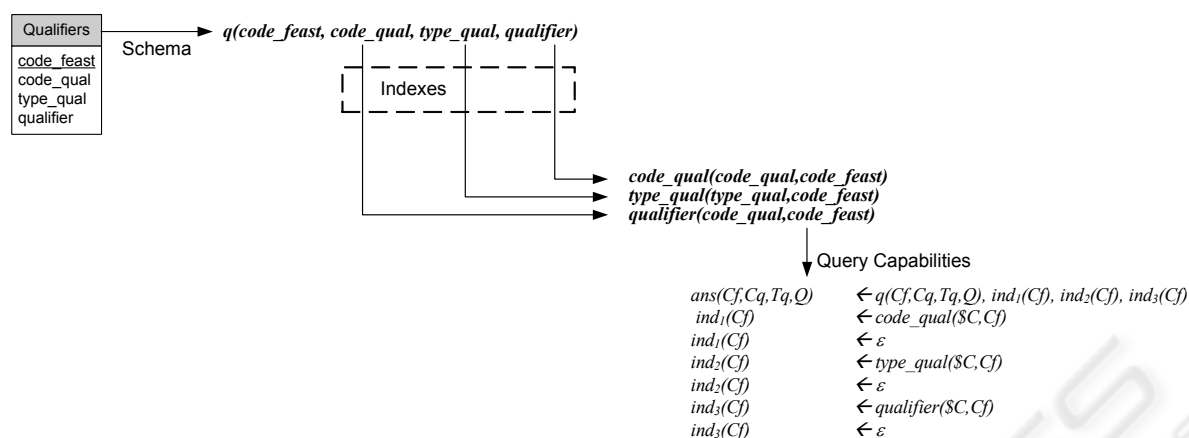 Qualifiers
code_feast
code_qual
type_qual
qualifier
Schema
q(code_feast, code_qual, type_qual, qualifier)
Indexes
code_qual(code_qual,code_feast)
type_qual(type_qual,code_feast)
qualifier(code_qual,code_feast)
Query Capabilities
ans(Cf,Cq,Tq,Q) ← q(Cf,Cq,Tq,Q), ind₁(Cf), ind₂(Cf), ind₃(Cf)
ind₁(Cf) ← code_qual($C,Cf)
ind₁(Cf) ← ε
ind₂(Cf) ← type_qual($C,Cf)
ind₂(Cf) ← ε
ind₃(Cf) ← qualifier($C,Cf)
ind₃(Cf) ← ε